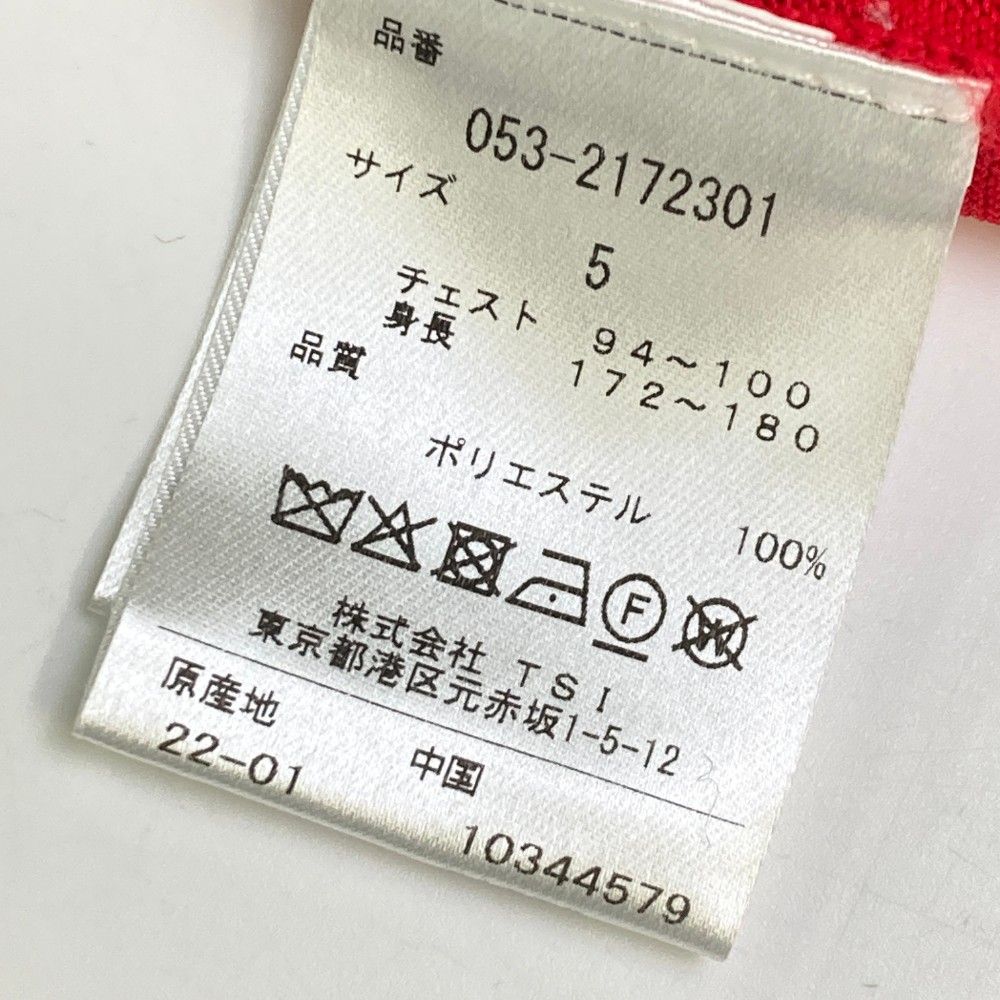 品番
053-2172301
サイズ
5
チェスト 94～100
身長 172～180
品質
ポリエステル 100%
F
W
株式会社 TSI
東京都港区元赤坂1-5-12
原産地
22-01 中国
10344579